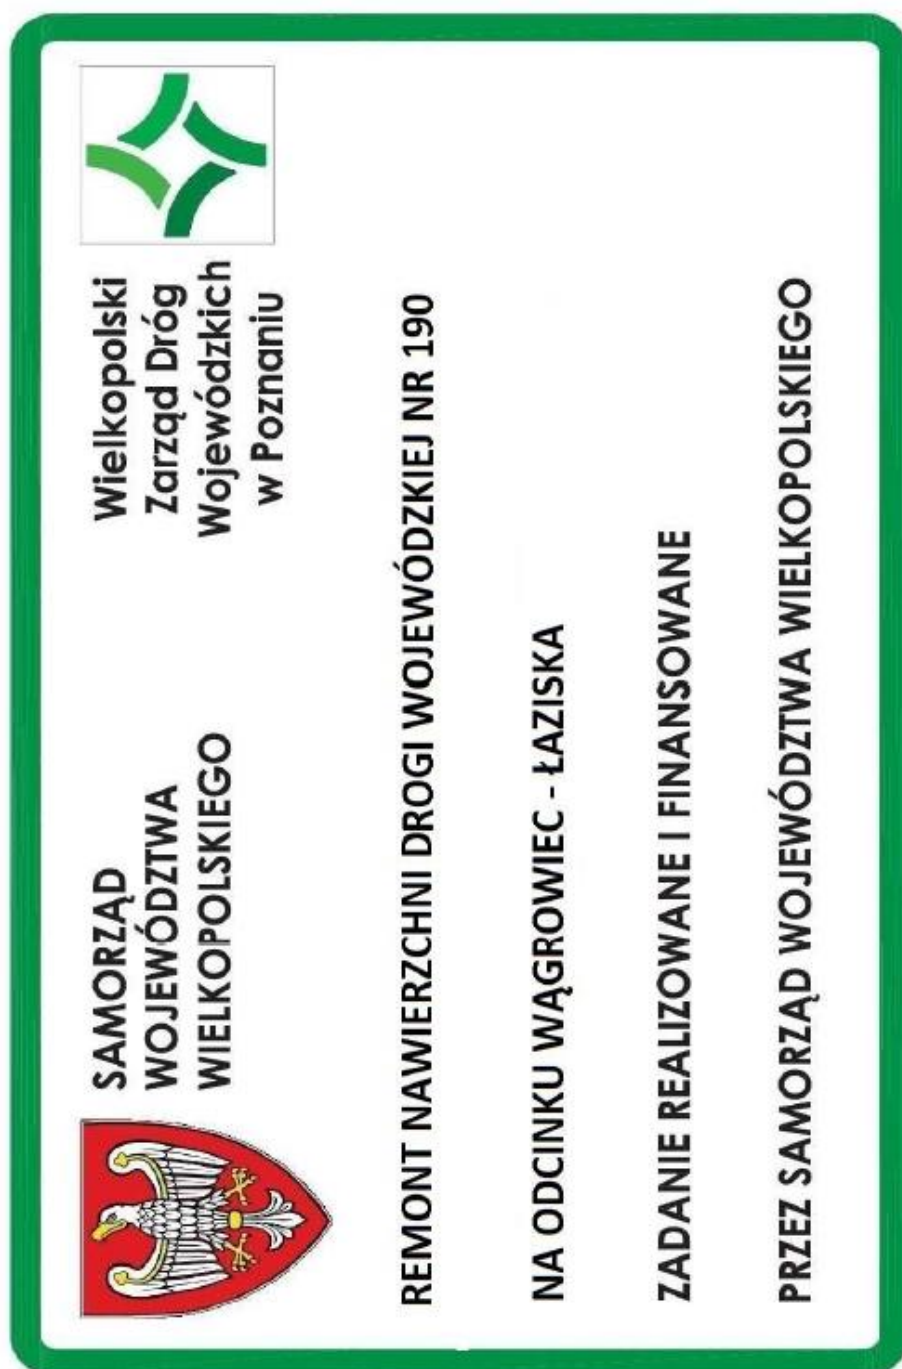 SAMORZĄD
WOJEWÓDZTWA
WIELKOPOLSKIEGO
Wielkopolski
Zarząd Dróg
Wojewódzkich
w Poznaniu
REMONT NAWIERZCHNI DROGI WOJEWÓDZKIEJ NR 190
NA ODCINKU WĄGROWIEC - ŁAZISKA
ZADANIE REALIZOWANE I FINANSOWANE
PRZEZ SAMORZĄD WOJEWÓDZTWA WIELKOPOLSKIEGO